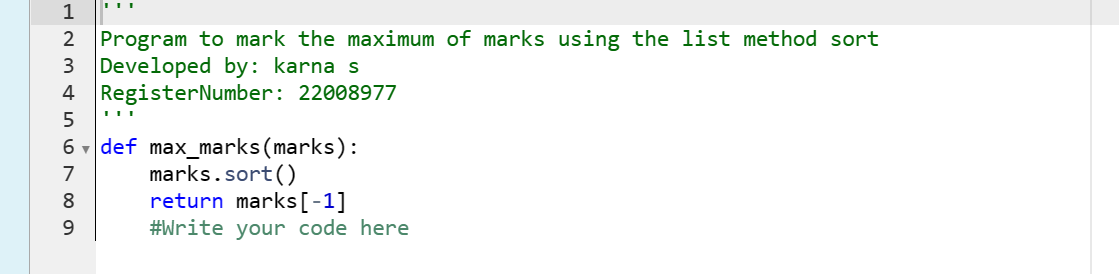 1 '''
2 Program to mark the maximum of marks using the list method sort
3 Developed by: karna s
4 RegisterNumber: 22008977
5 '''
6 def max_marks(marks):
7     marks.sort()
8     return marks[-1]
9     #Write your code here